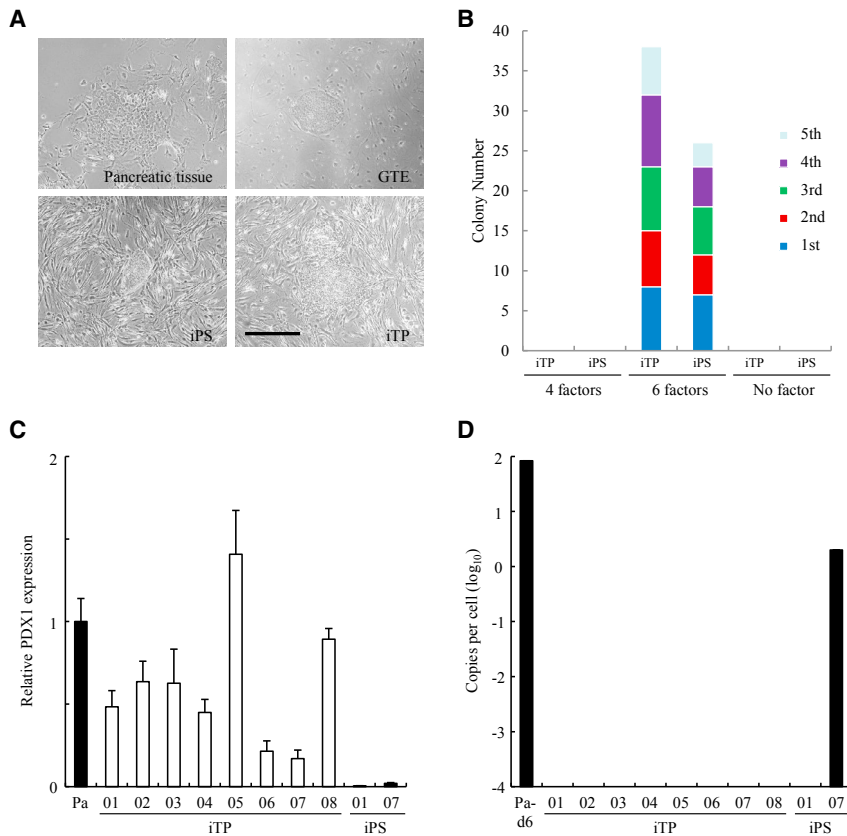 A
Pancreatic tissue
GTE
iPS
iTP
B
Colony Number
40
35
30
25
20
15
10
5
0
5th
4th
3rd
2nd
1st
iTP iPS iTP iPS iTP iPS
4 factors 6 factors No factor
C
Relative PDX1 expression
2
1
0
Pa 01 02 03 04 05 06 07 08 01 07
iTP iPS
D
Copies per cell (log10)
2
1
0
-1
-2
-3
-4
Pa-d6 01 02 03 04 05 06 07 08 01 07
iTP iPS